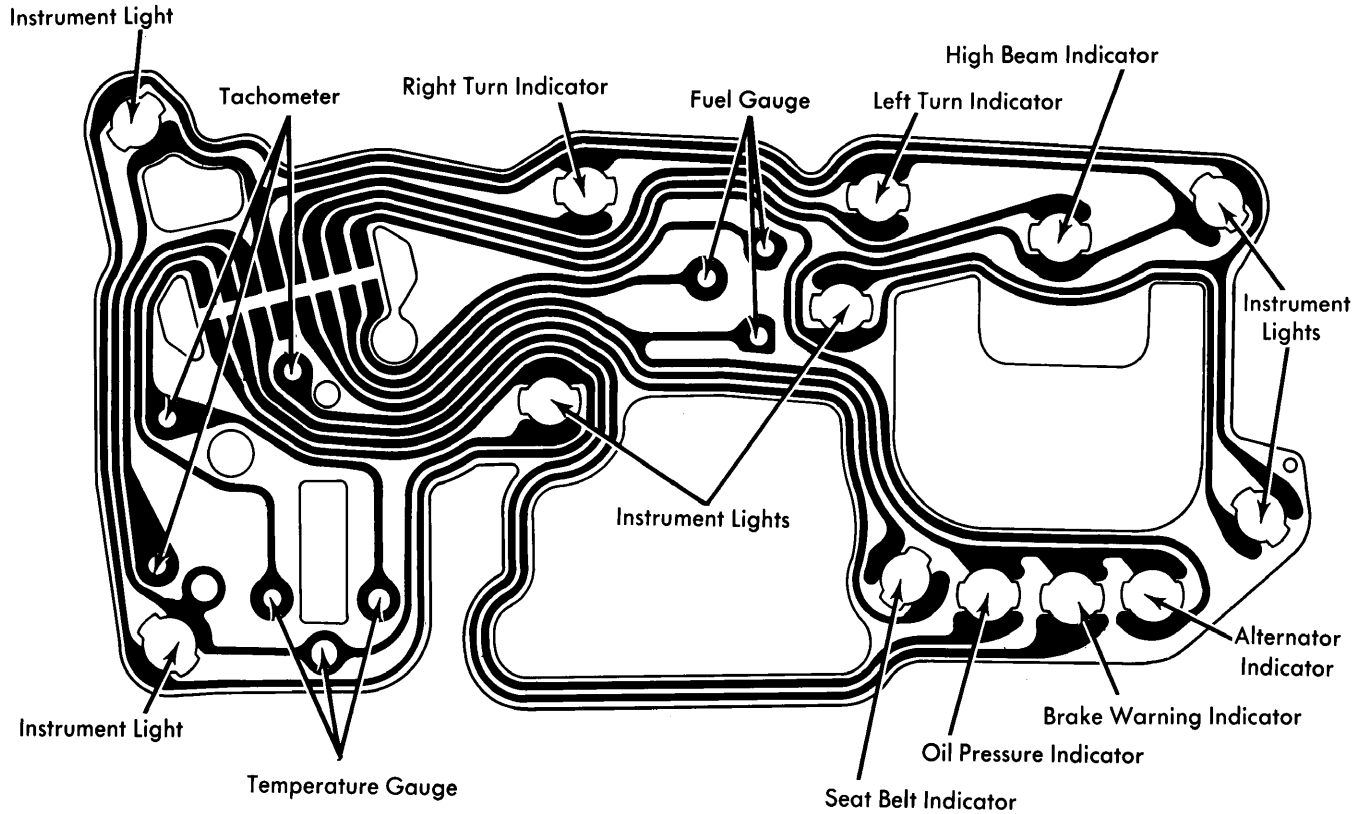 Instrument Light
High Beam Indicator
Tachometer
Right Turn Indicator
Fuel Gauge
Left Turn Indicator
Instrument
Lights
Instrument Lights
Alternator
Indicator
Instrument Light
Brake Warning Indicator
Oil Pressure Indicator
Temperature Gauge
Seat Belt Indicator